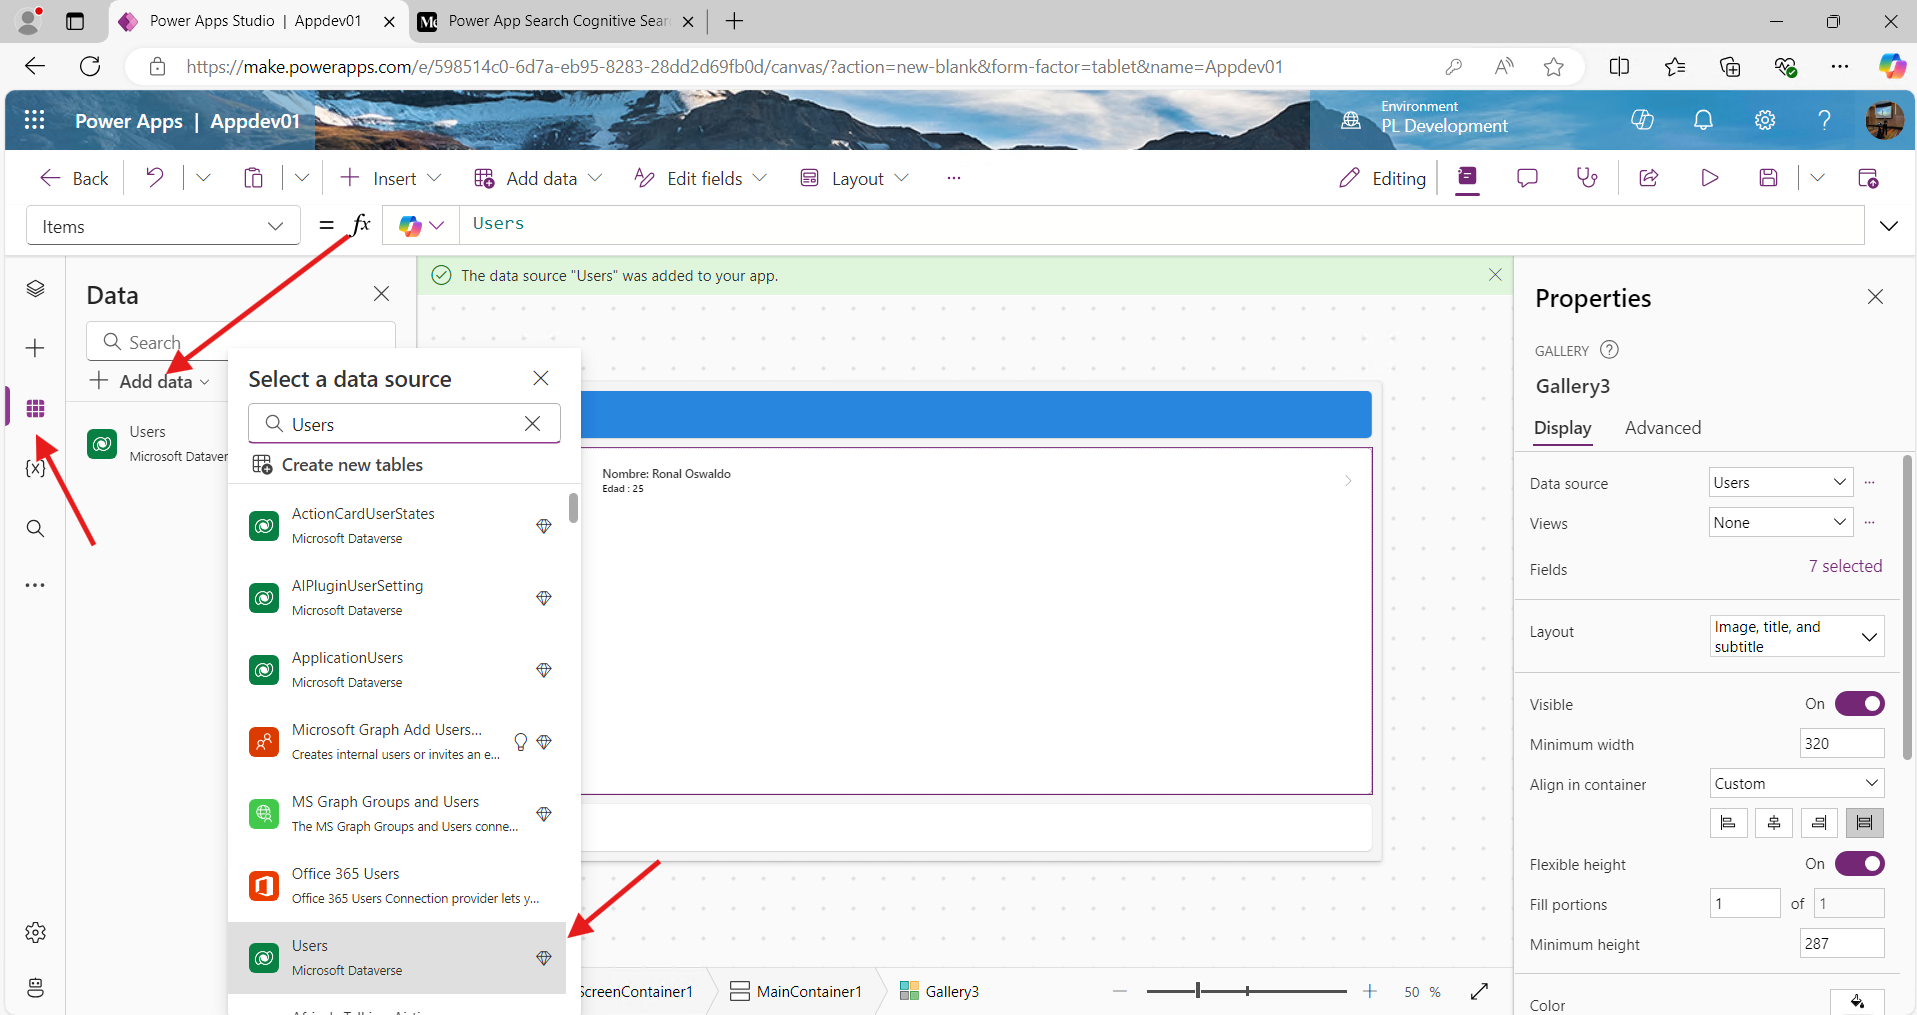 Power Apps Studio | Appdev01
Power App Search Cognitive Sear
https://make.powerapps.com/e/598514c0-6d7a-eb95-8283-28dd2d69fb0d/canvas/?action=new-blank&form-factor=tablet&name=Appdev01
Power Apps | Appdev01
Environment
PL Development
Back
Insert
Add data
Edit fields
Layout
Editing
Items
= fx
Users
Data
Search
Add data
Users
Microsoft Dataver
The data source "Users" was added to your app.
Select a data source
Users
Create new tables
ActionCardUserStates
Microsoft Dataverse
AIPluginUserSetting
Microsoft Dataverse
ApplicationUsers
Microsoft Dataverse
Microsoft Graph Add Users...
Creates internal users or invites an e...
MS Graph Groups and Users
The MS Graph Groups and Users conne...
Office 365 Users
Office 365 Users Connection provider lets y...
Users
Microsoft Dataverse
Nombre: Ronal Oswaldo
Edad : 25
ScreenContainer1
MainContainer1
Gallery3
50 %
Properties
GALLERY
Gallery3
Display
Advanced
Data source
Users
Views
None
Fields
7 selected
Layout
Image, title, and
subtitle
Visible
On
Minimum width
320
Align in container
Custom
Flexible height
On
Fill portions
1 of 1
Minimum height
287
Color